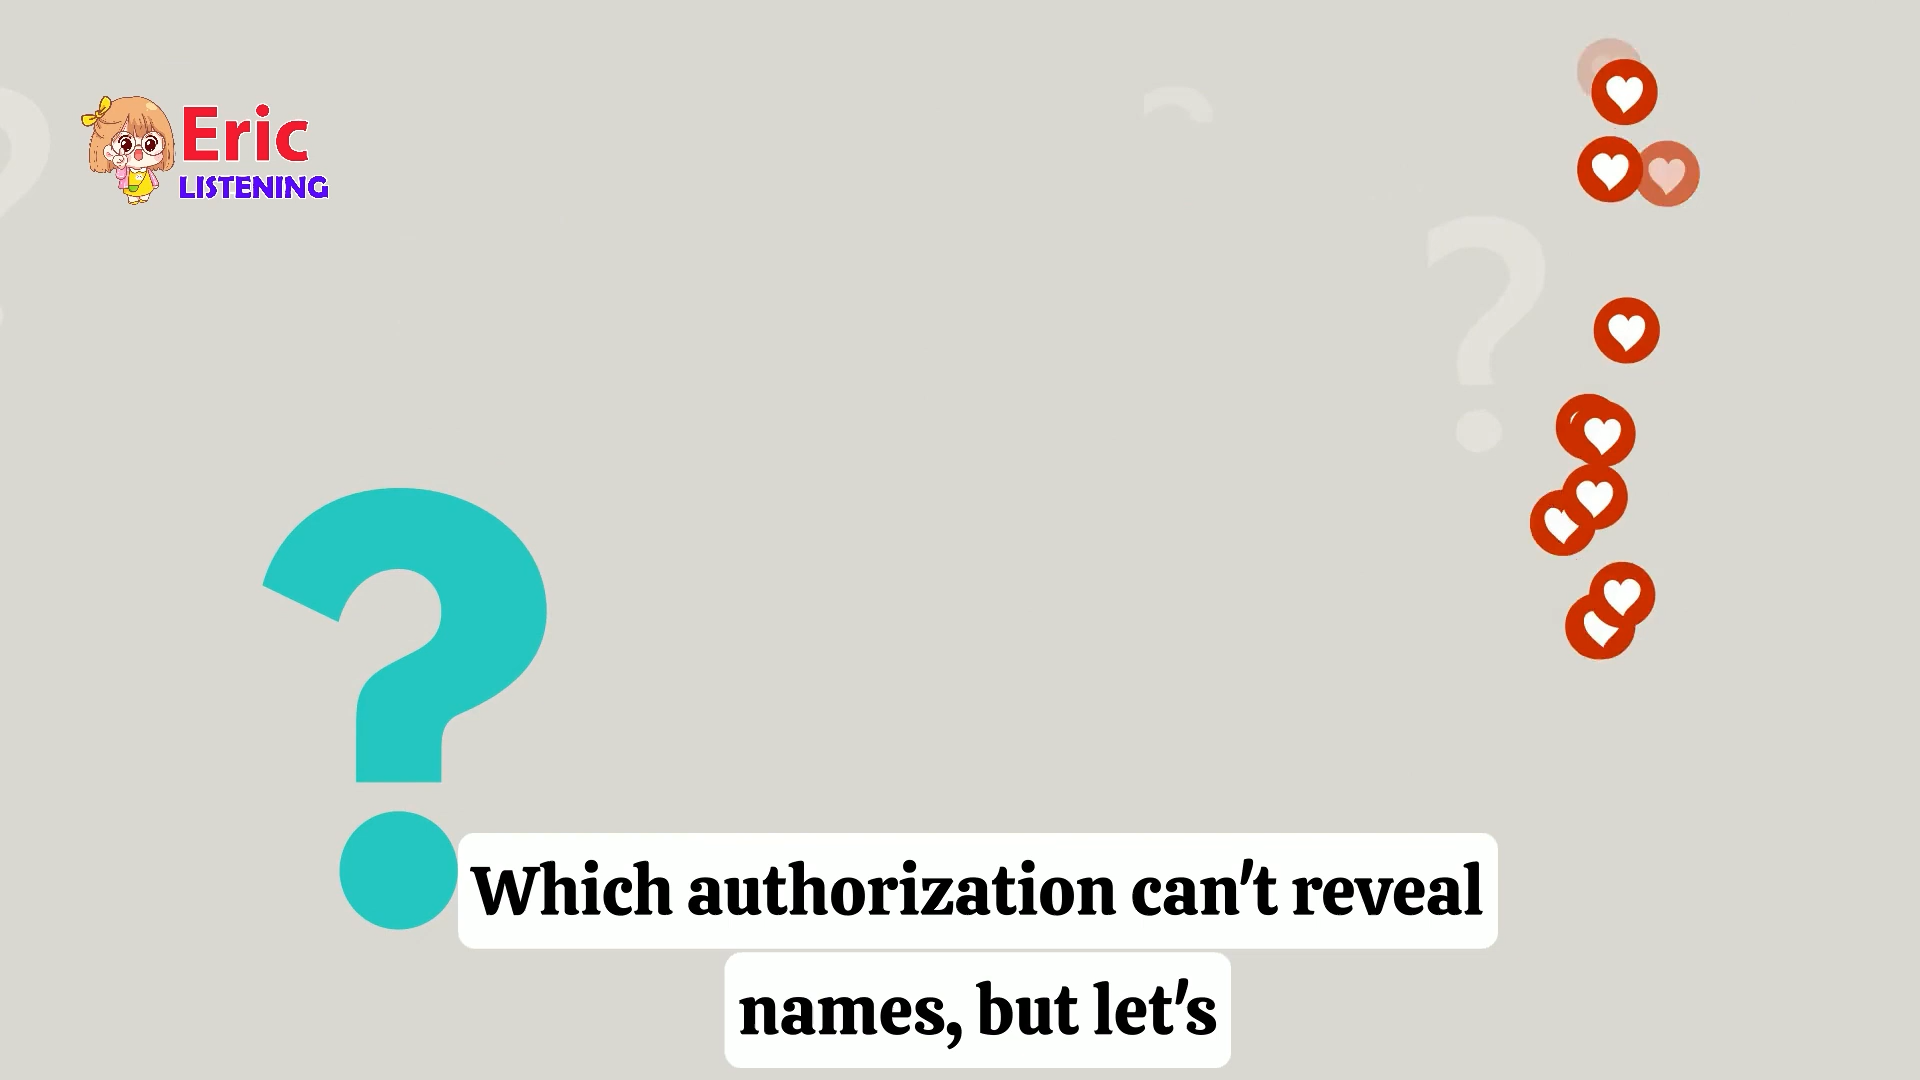 Eric
LISTENING
?
?
Which authorization can't reveal
names, but let's